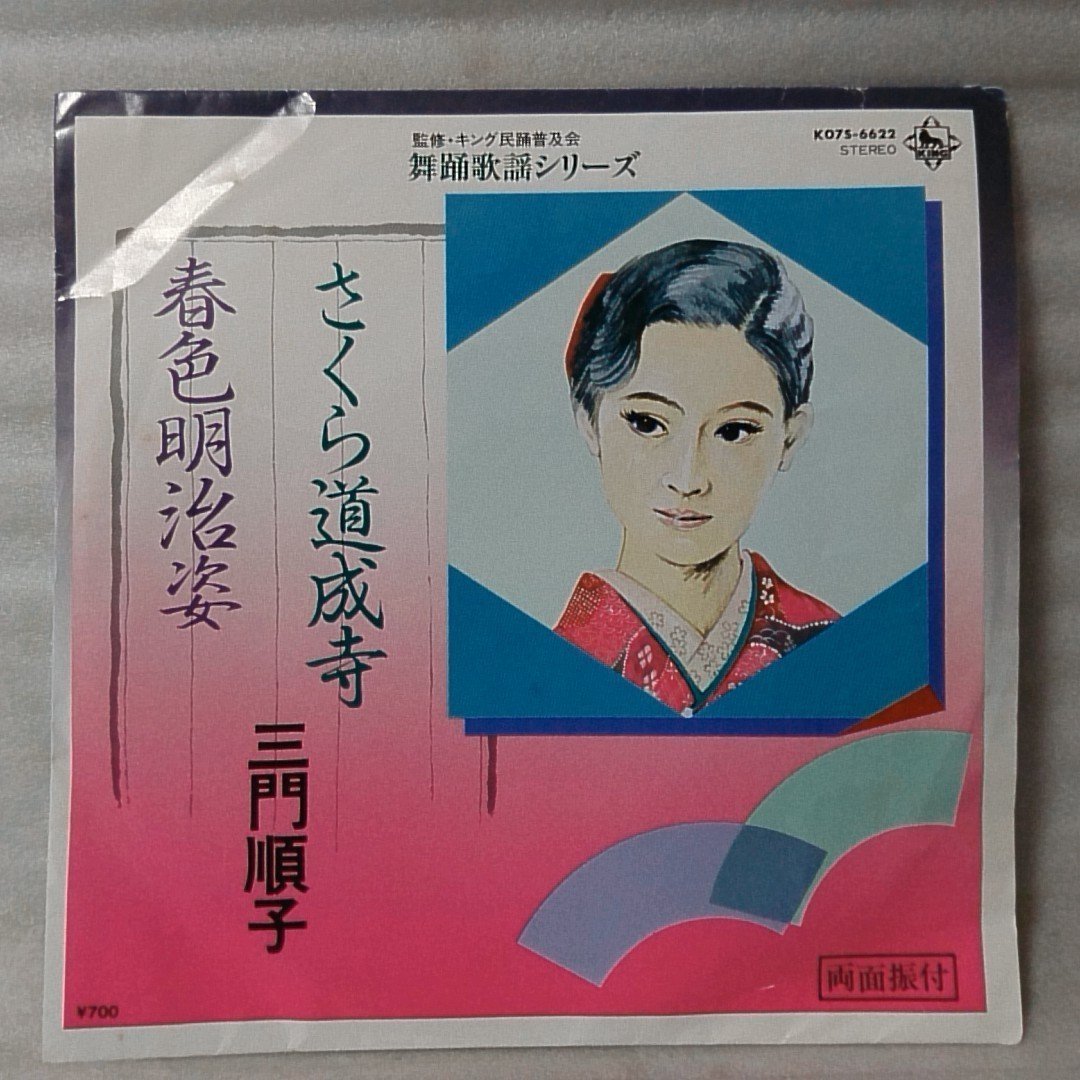 監修・キング民踊普及会
舞踊歌謡シリーズ
K07S-6622
STEREO
KING
さくら道成寺
春色明治姿
三門順子
両面振付
¥700